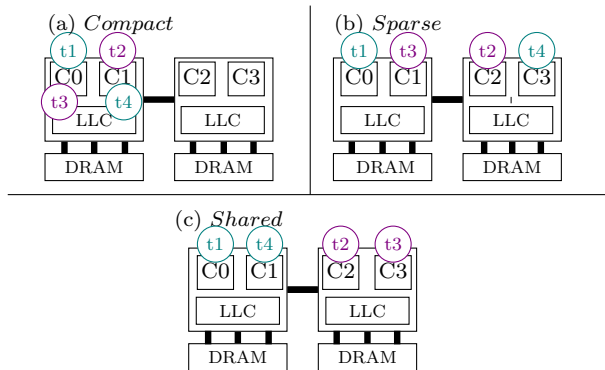 (a) Compact
t1 t2
C0 C1 C2 C3
t3 t4
LLC LLC
DRAM DRAM
(b) Sparse
t1 t3 t2 t4
C0 C1 C2 C3
LLC LLC
DRAM DRAM
(c) Shared
t1 t4 t2 t3
C0 C1 C2 C3
LLC LLC
DRAM DRAM